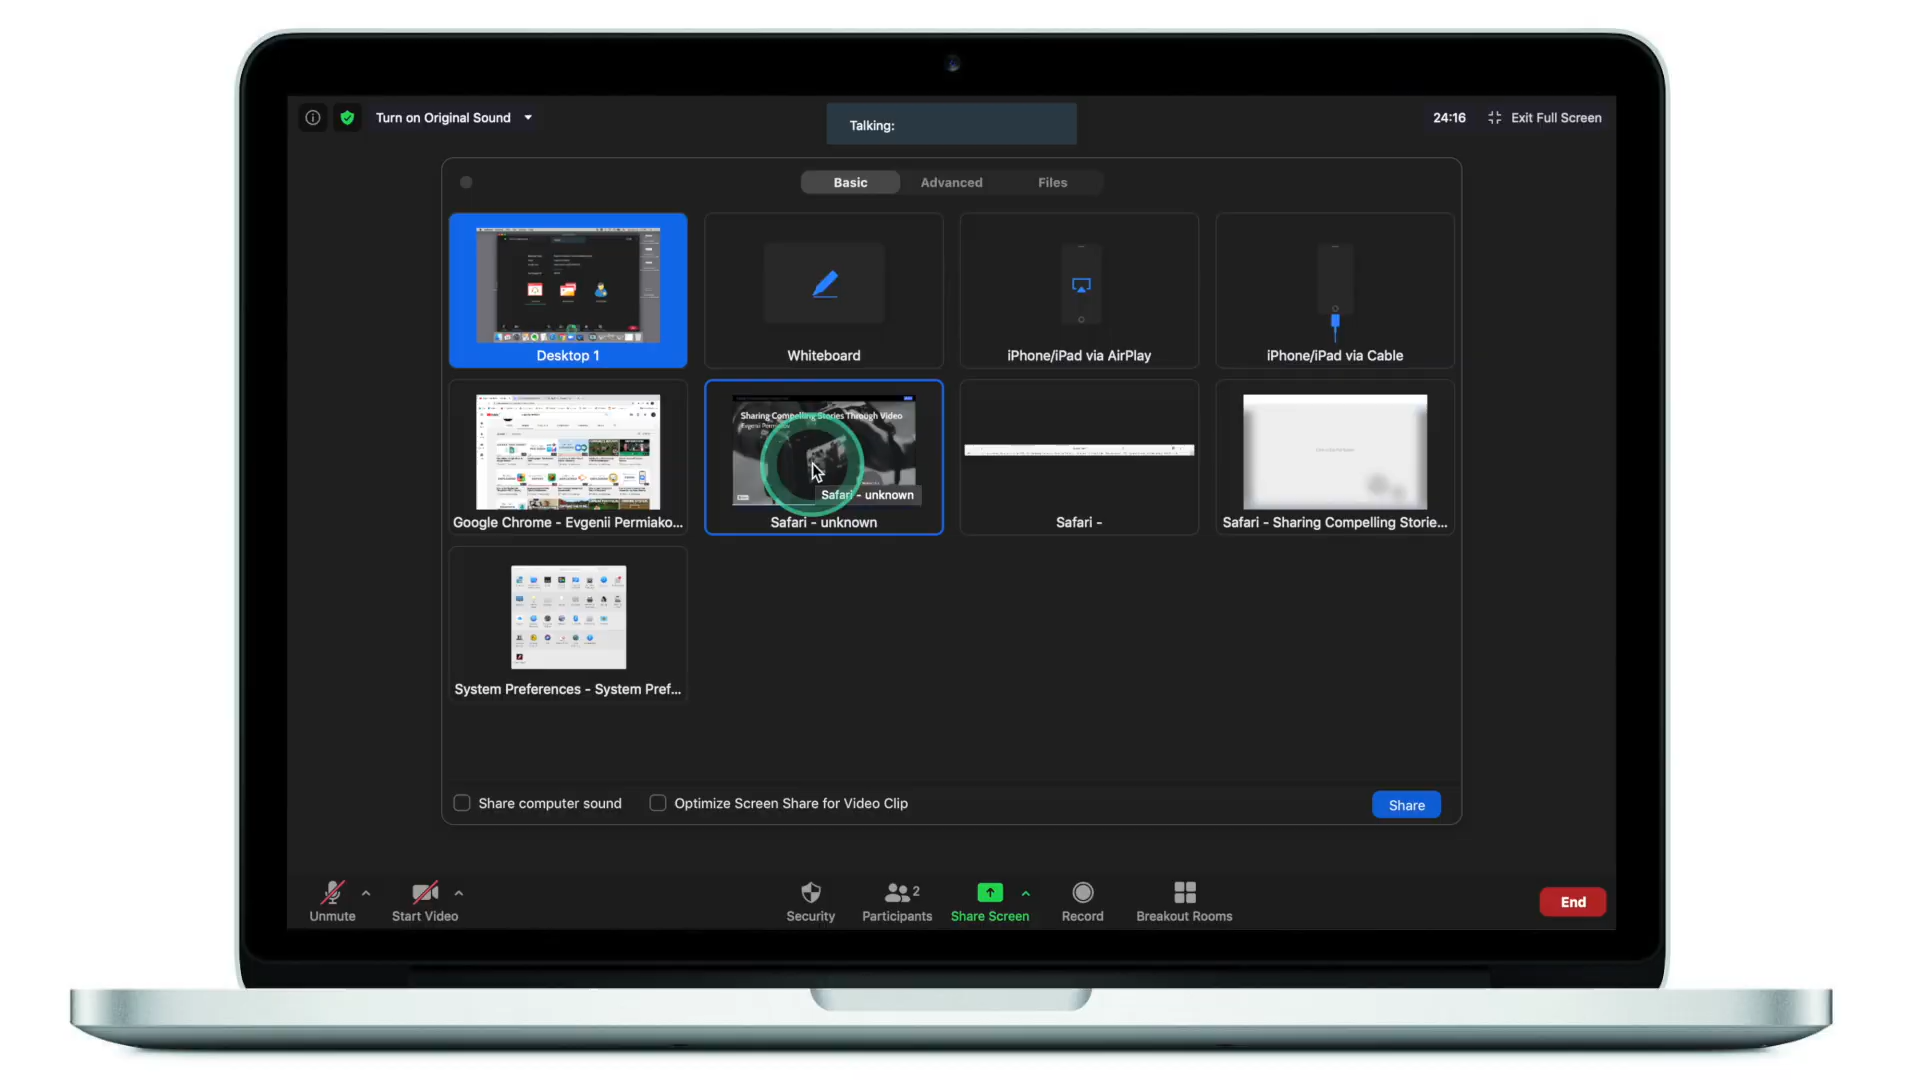 Turn on Original Sound
Talking:
24:16
Exit Full Screen
Basic
Advanced
Files
Desktop 1
Whiteboard
iPhone/iPad via AirPlay
iPhone/iPad via Cable
Sharing Compelling Stories Through Video
Evgenii Permiakov
Safari - unknown
Google Chrome - Evgenii Permiako...
Safari - unknown
Safari -
Safari - Sharing Compelling Storie...
System Preferences - System Pref...
Share computer sound
Optimize Screen Share for Video Clip
Share
Unmute
Start Video
Security
2
Participants
Share Screen
Record
Breakout Rooms
End